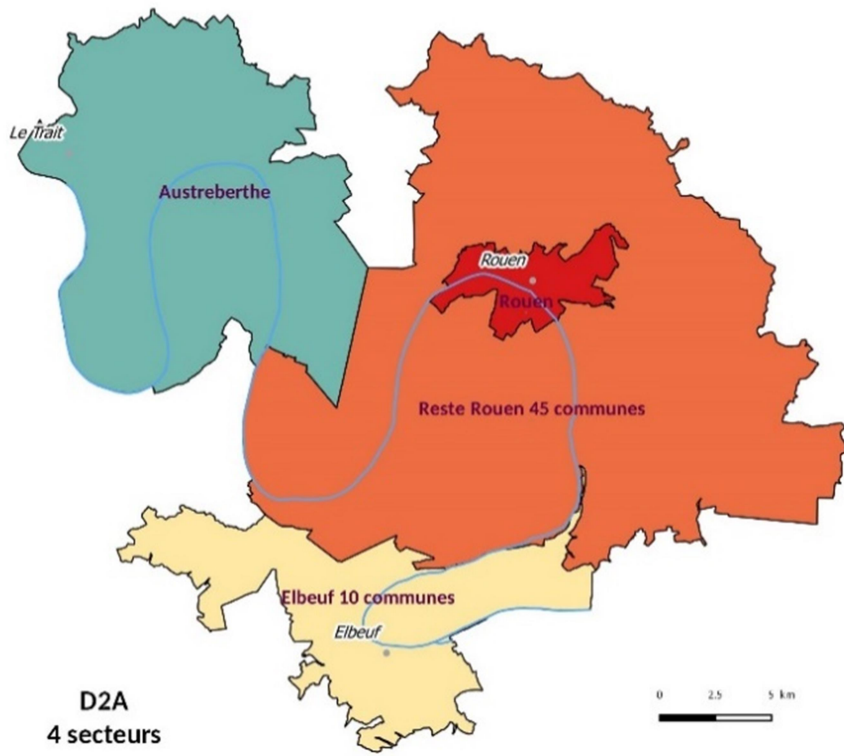 Le Trait
Austreberthe
Rouen
Rouen
Reste Rouen 45 communes
Elbeuf 10 communes
Elbeuf
D2A
4 secteurs
0 2.5 5 km